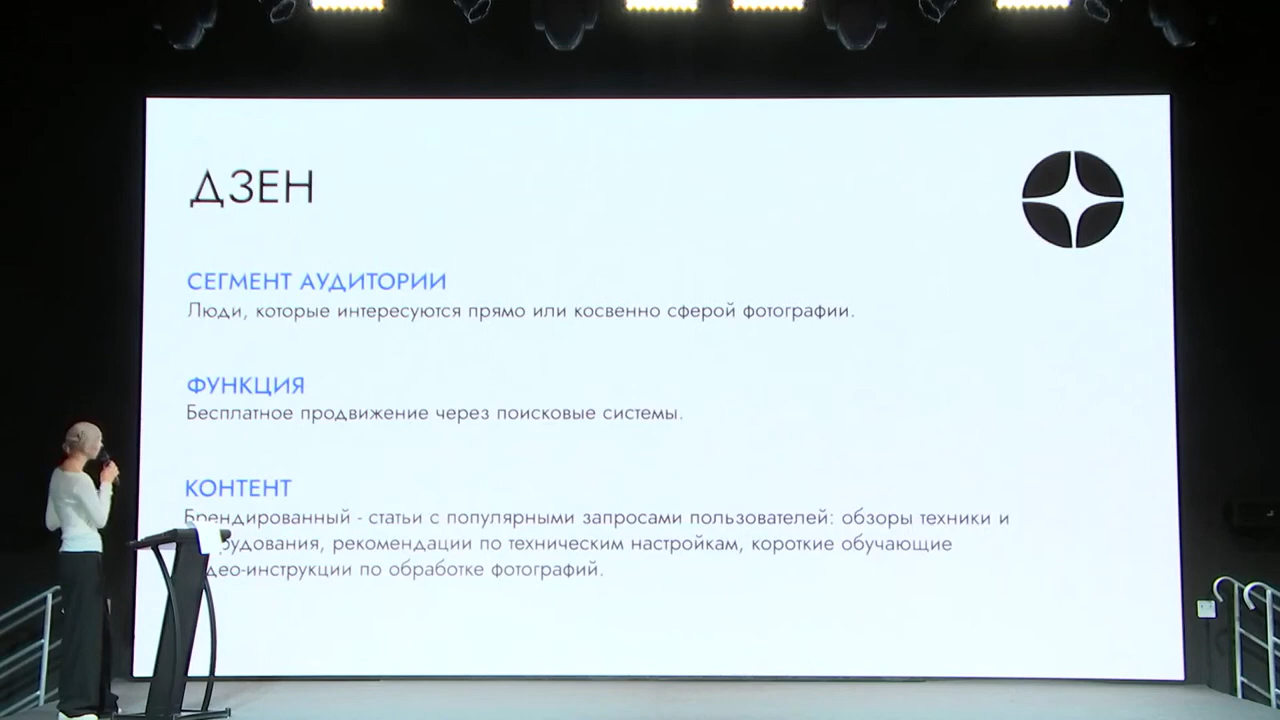 ДЗЕН
СЕГМЕНТ АУДИТОРИИ
Люди, которые интересуются прямо или косвенно сферой фотографии.
ФУНКЦИЯ
Бесплатное продвижение через поисковые системы.
КОНТЕНТ
Брендированный - статьи с популярными запросами пользователей: обзоры техники и
рекомендации по техническим настройкам, короткие обучающие
по обработке фотографий.